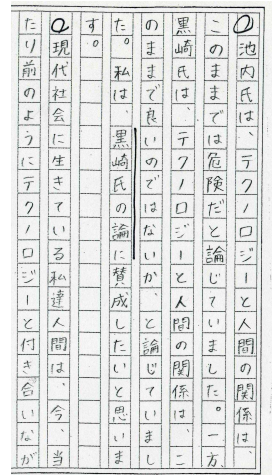 池内氏は、テクノロジーと人間の関係は、
このままでは危険だと論じていました。一方、
黒崎氏は、テクノロジーと人間の関係は、こ
のままで良いのではないか、と論じていまし
た。私は、黒崎氏の論に賛成したいと思いま
す。
現代社会に生きている私達人間は、今、当
たり前のようにテクノロジーと付き合いなが